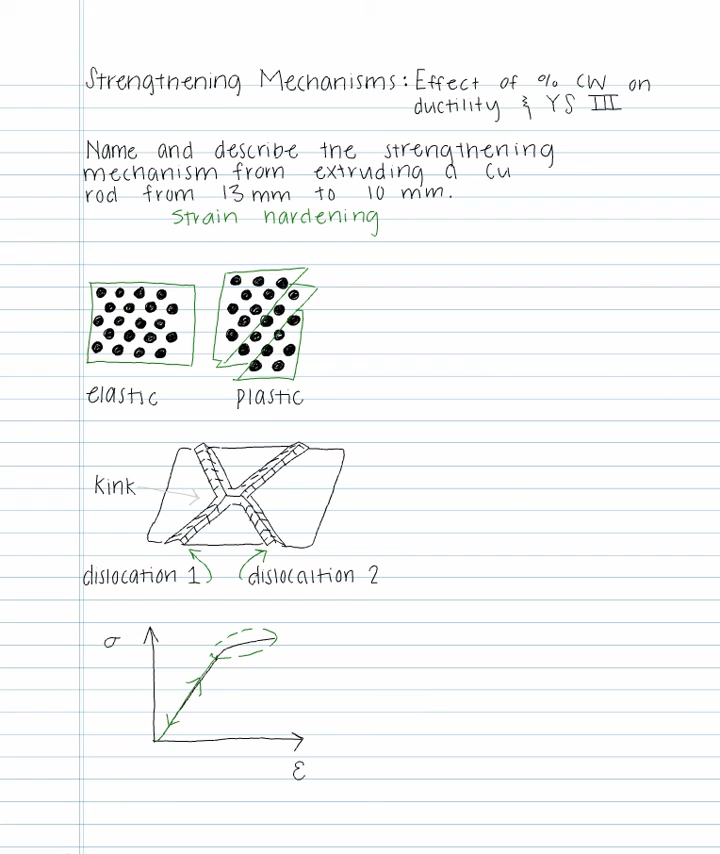 Strengthening Mechanisms: Effect of % CW on
ductility & YS III
Name and describe the strengthening
mechanism from extruding a Cu
rod from 13 mm to 10 mm.
Strain hardening
elastic
plastic
kink
dislocation 1
dislocaition 2
σ
ε